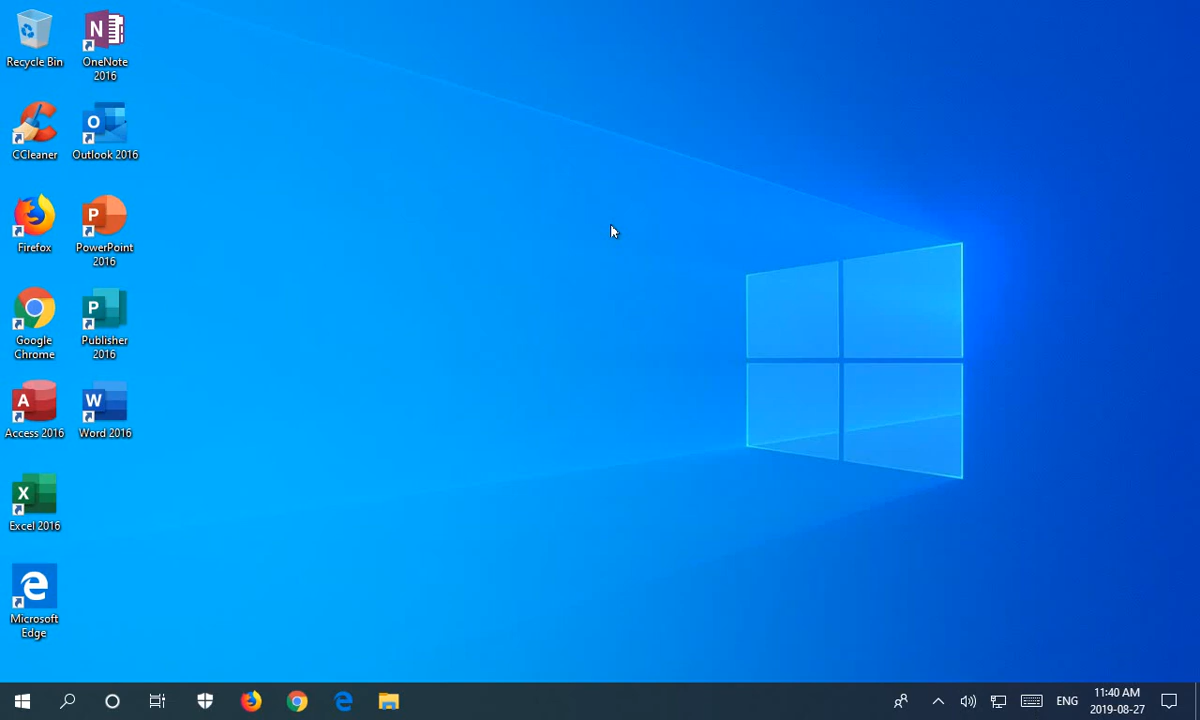 Recycle Bin
OneNote
2016
CCleaner
Outlook 2016
Firefox
PowerPoint
2016
Google
Chrome
Publisher
2016
Access 2016
Word 2016
Excel 2016
Microsoft
Edge
ENG
11:40 AM
2019-08-27